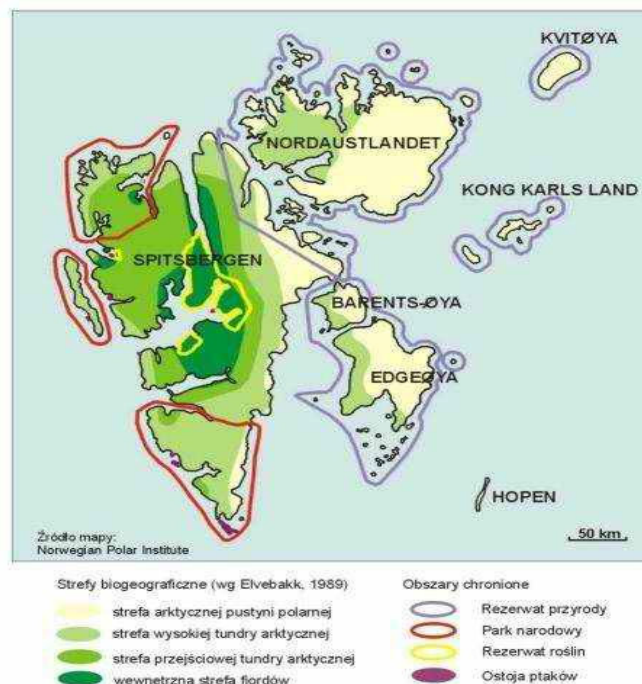 KVITØYA
NORDAUSTLANDET
KONG KARLS LAND
SPITSBERGEN
BARENTS-ØYA
EDGEØYA
HOPEN
Źródło mapy:
Norwegian Polar Institute
50 km
Strefy biogeograficzne (wg Elvebakk, 1989)
strefa arktycznej pustyni polarnej
strefa wysokiej tundry arktycznej
strefa przejściowej tundry arktycznej
wewnętrzna strefa fiordów
Obszary chronione
Rezerwat przyrody
Park narodowy
Rezerwat roślin
Ostoja ptaków